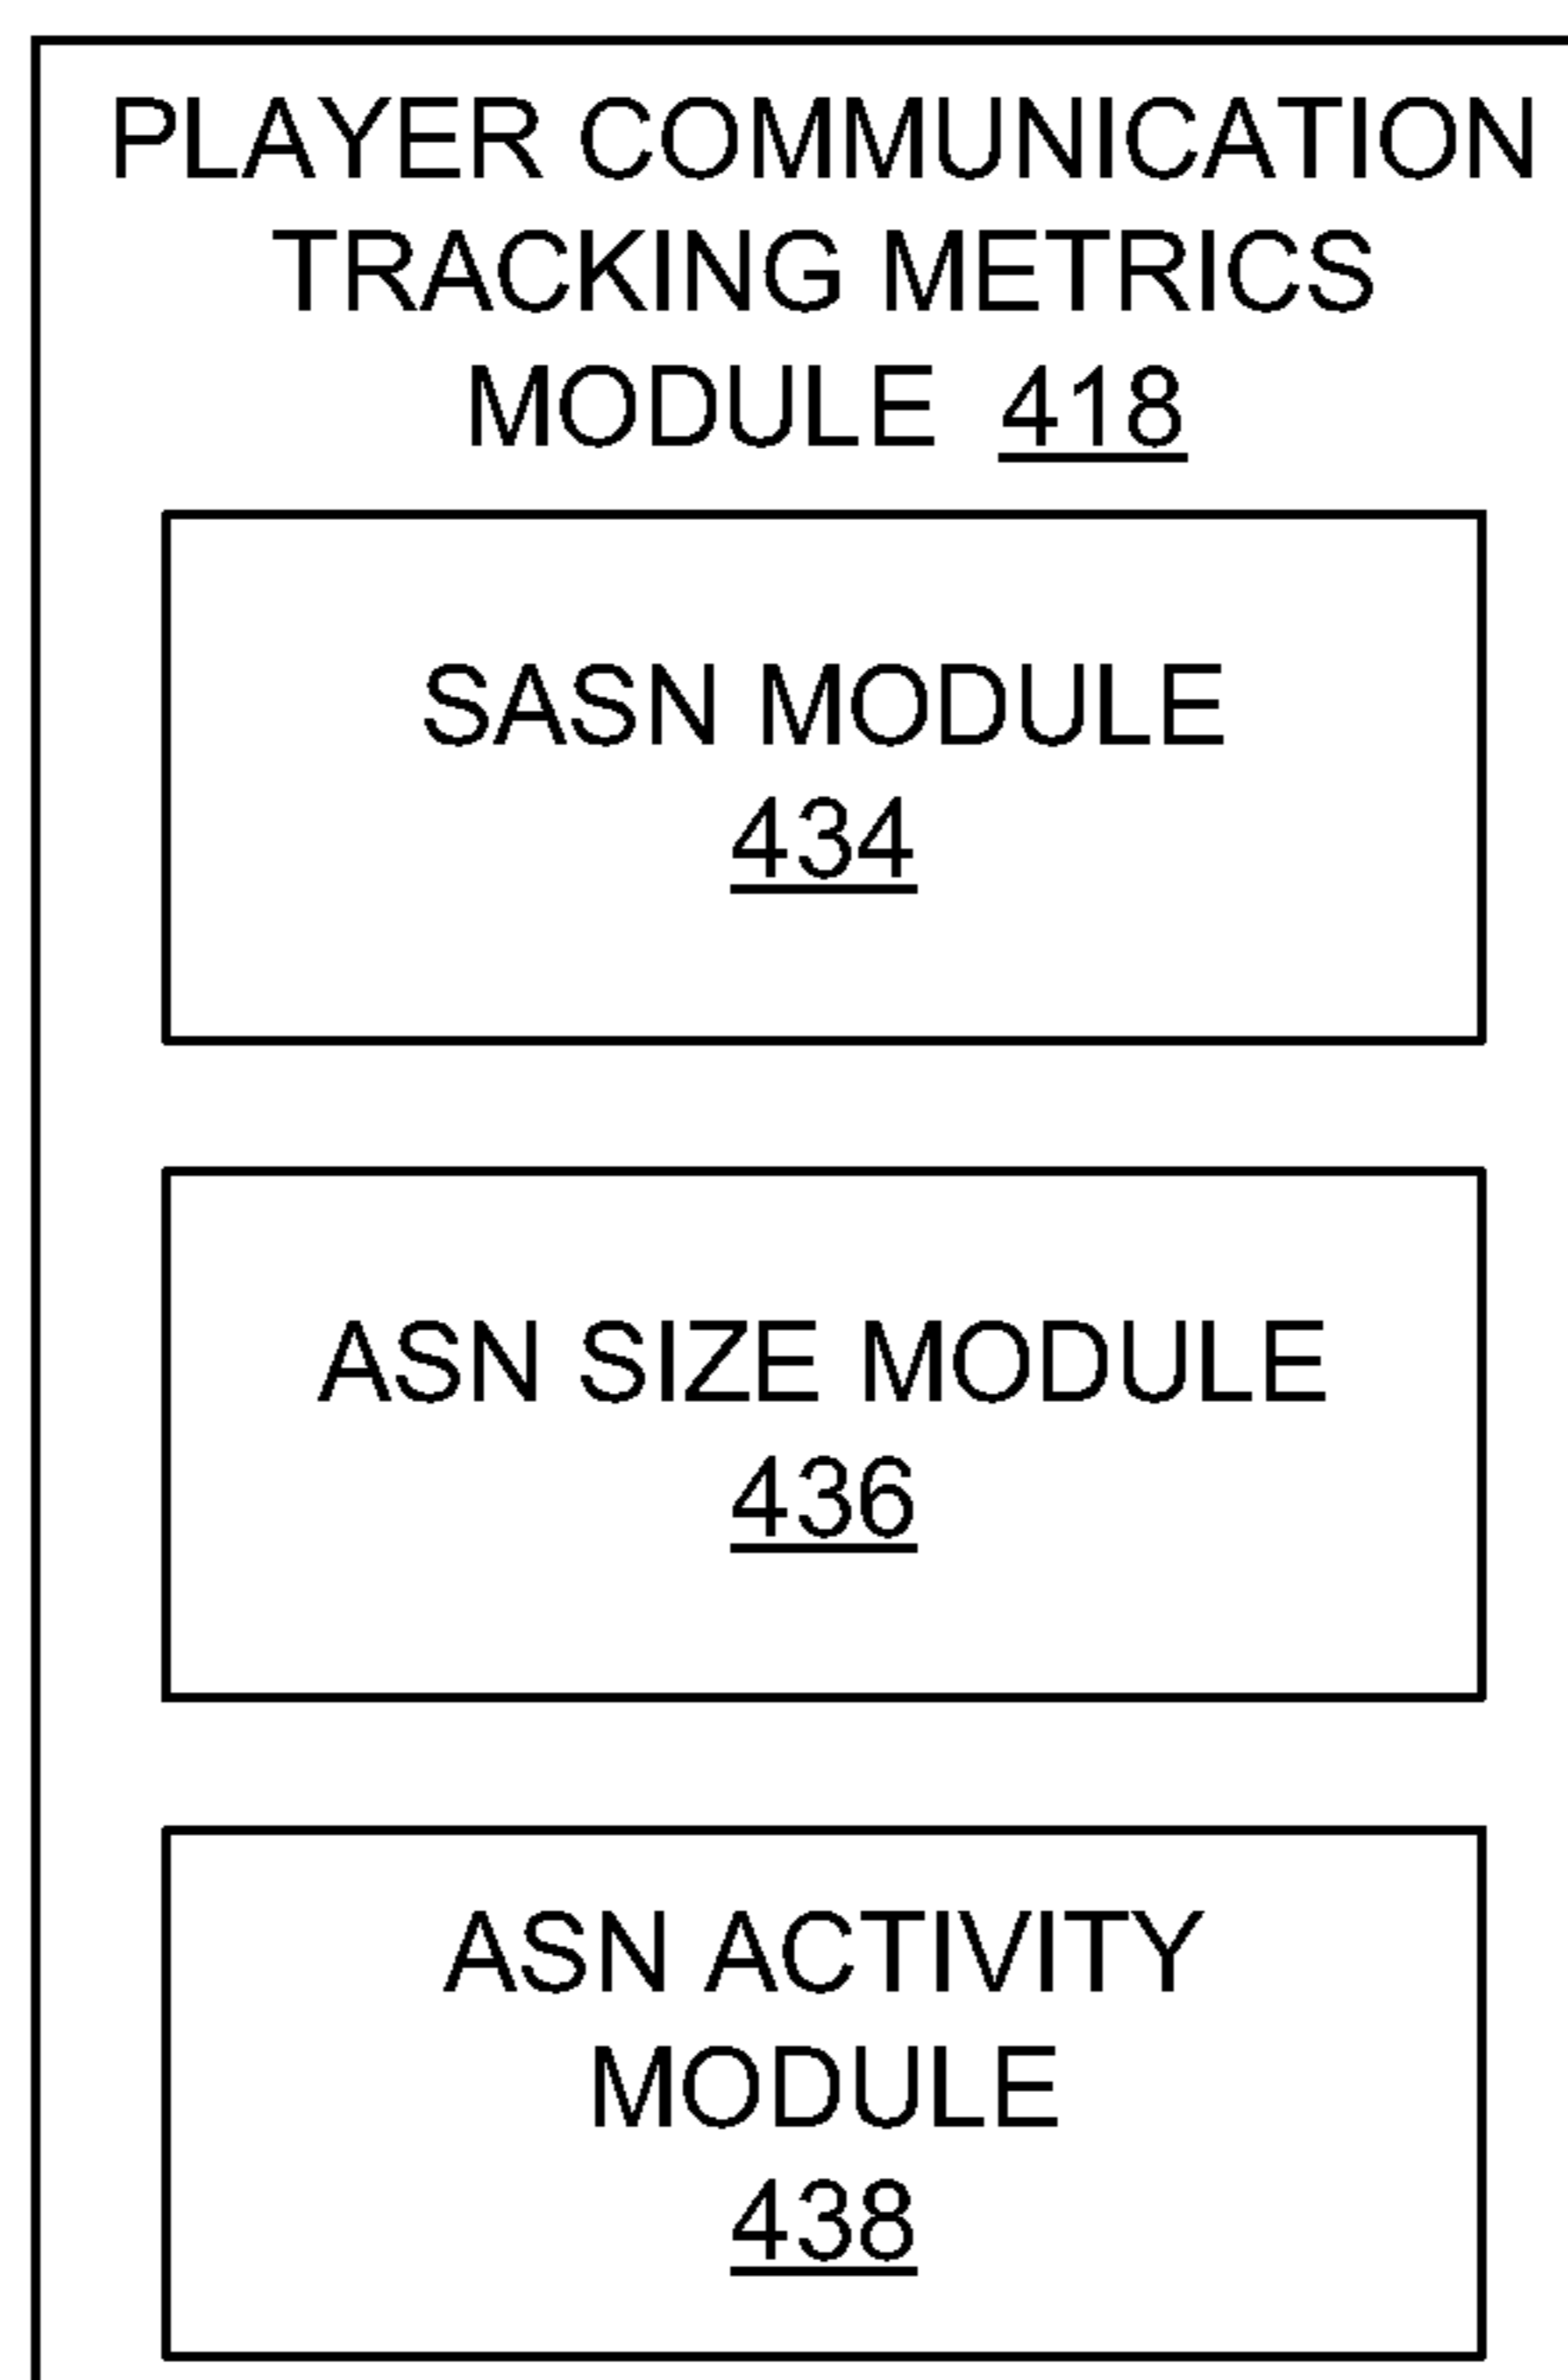 PLAYER COMMUNICATION
TRACKING METRICS
MODULE 418
SASN MODULE
434
ASN SIZE MODULE
436
ASN ACTIVITY
MODULE
438